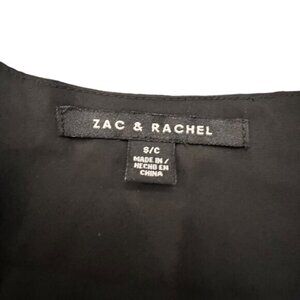 ZAC & RACHEL
S/C
MADE IN/
HECHO EN
CHINA